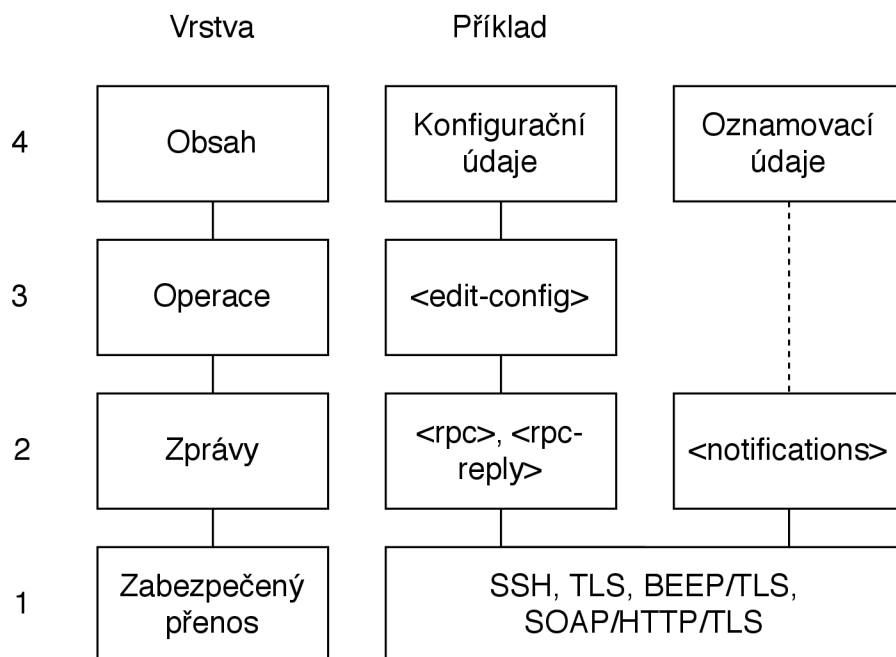 Vrstva
Příklad
4
Obsah
Konfigurační
údaje
Oznamovací
údaje
3
Operace
<edit-config>
2
Zprávy
<rpc>, <rpc-
reply>
<notifications>
1
Zabezpečený
přenos
SSH, TLS, BEEP/TLS,
SOAP/HTTP/TLS